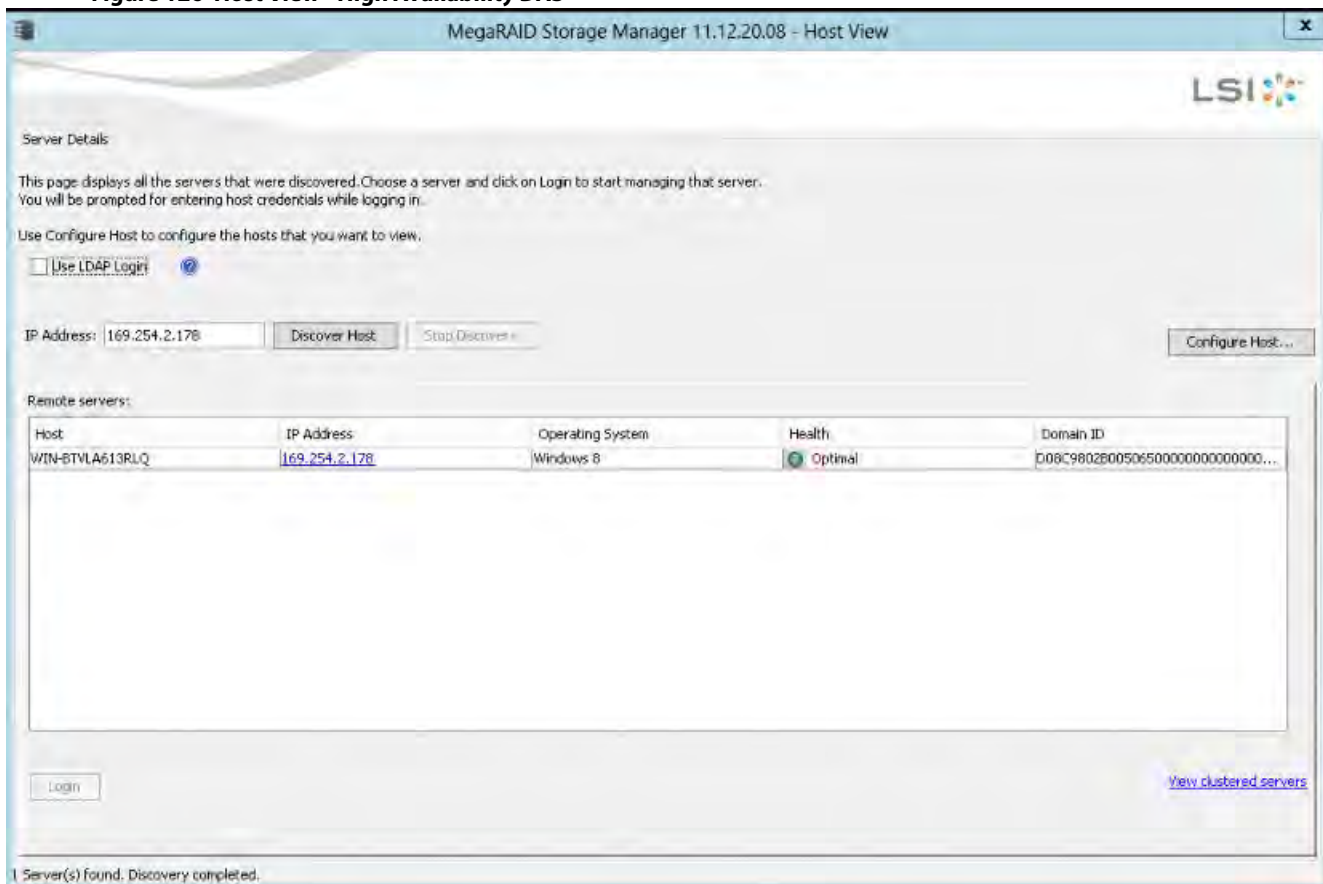 MegaRAID Storage Manager 11.12.20.08 - Host View
x
LSI
Server Details
This page displays all the servers that were discovered.Choose a server and click on Login to start managing that server.
You will be prompted for entering host credentials while logging in.
Use Configure Host to configure the hosts that you want to view.
Use LDAP Login
IP Address: 169.254.2.178 Discover Host Stop Discovery Configure Host...
Remote servers:
Host IP Address Operating System Health Domain ID
WIN-BTVLA613RLQ 169.254.2.178 Windows 8 Optimal
Login View clustered servers
1 Server(s) found. Discovery completed.